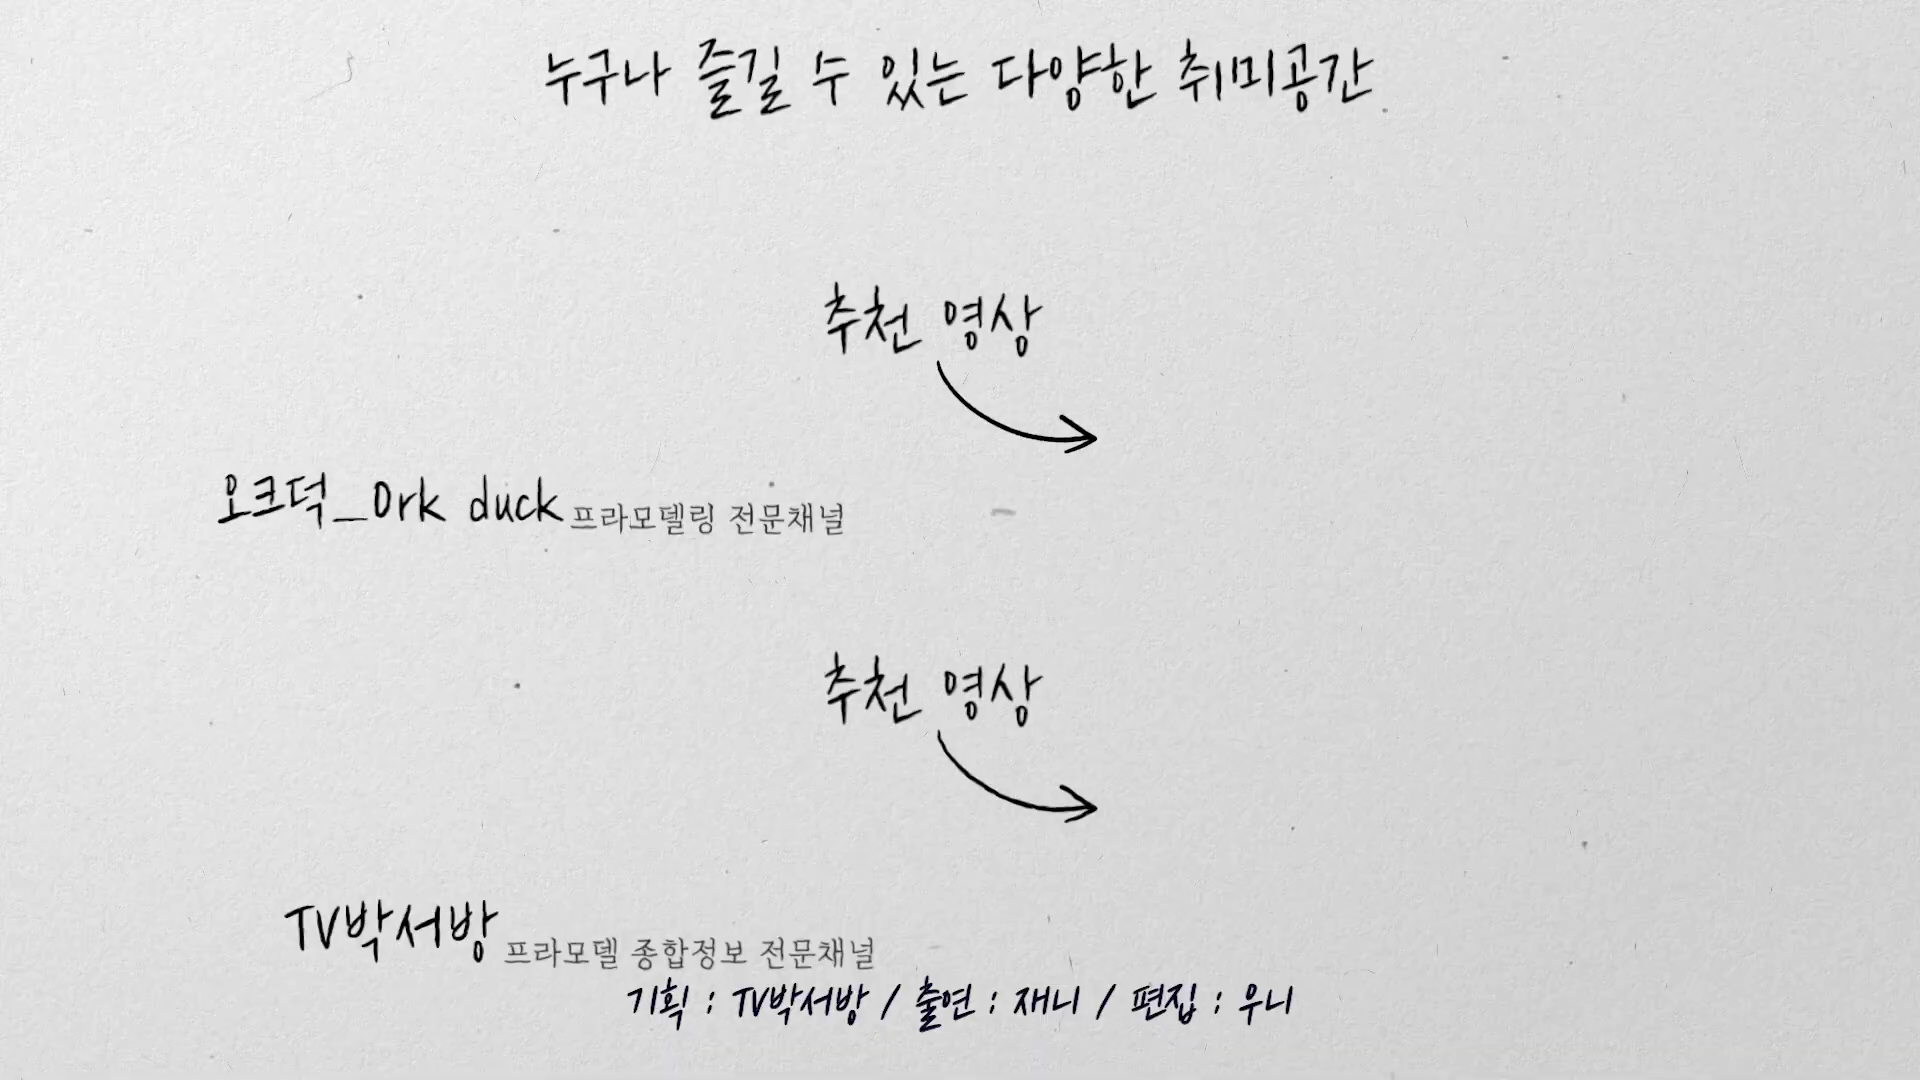 누구나 즐길 수 있는 다양한 취미공간
추천 영상
오크덕_Ork duck 프라모델링 전문채널
추천 영상
TV박서방 프라모델 종합정보 전문채널
기획 : TV박서방 / 출연 : 재니 / 편집 : 우니